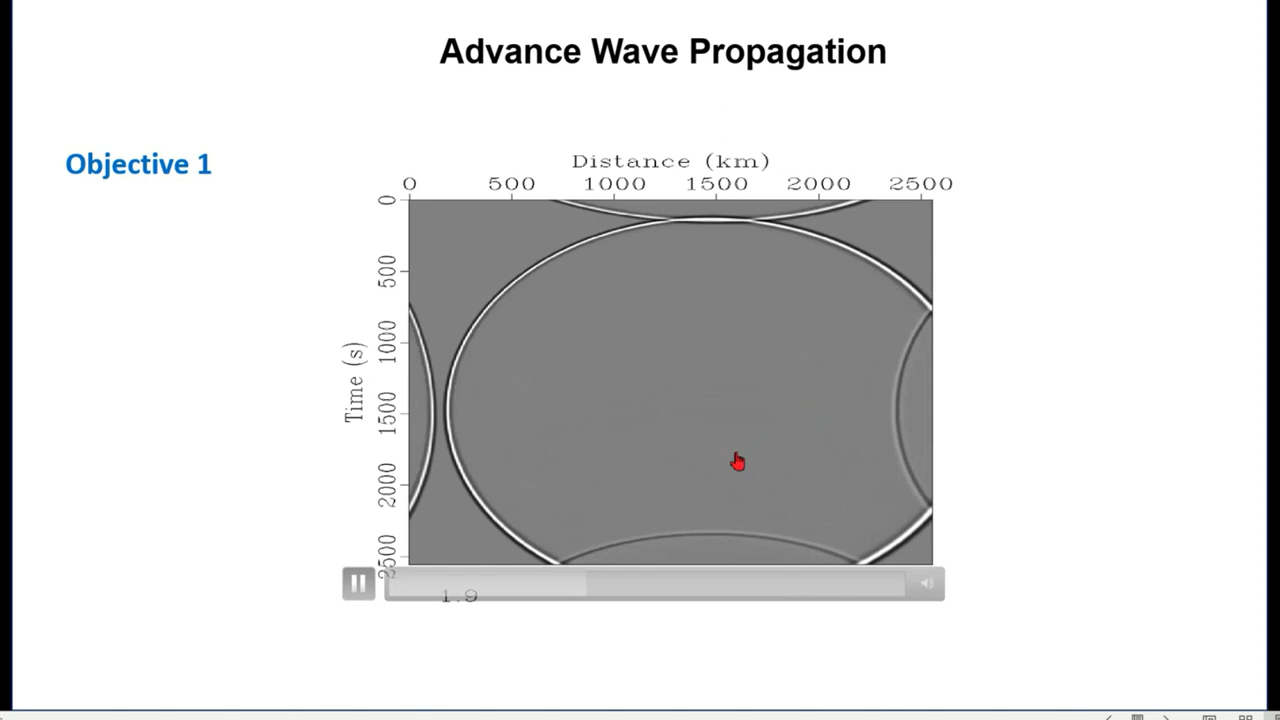 Advance Wave Propagation
Objective 1
Distance (km)
0 500 1000 1500 2000 2500
Time (s)
0
500
1000
1500
2000
2500
1.9